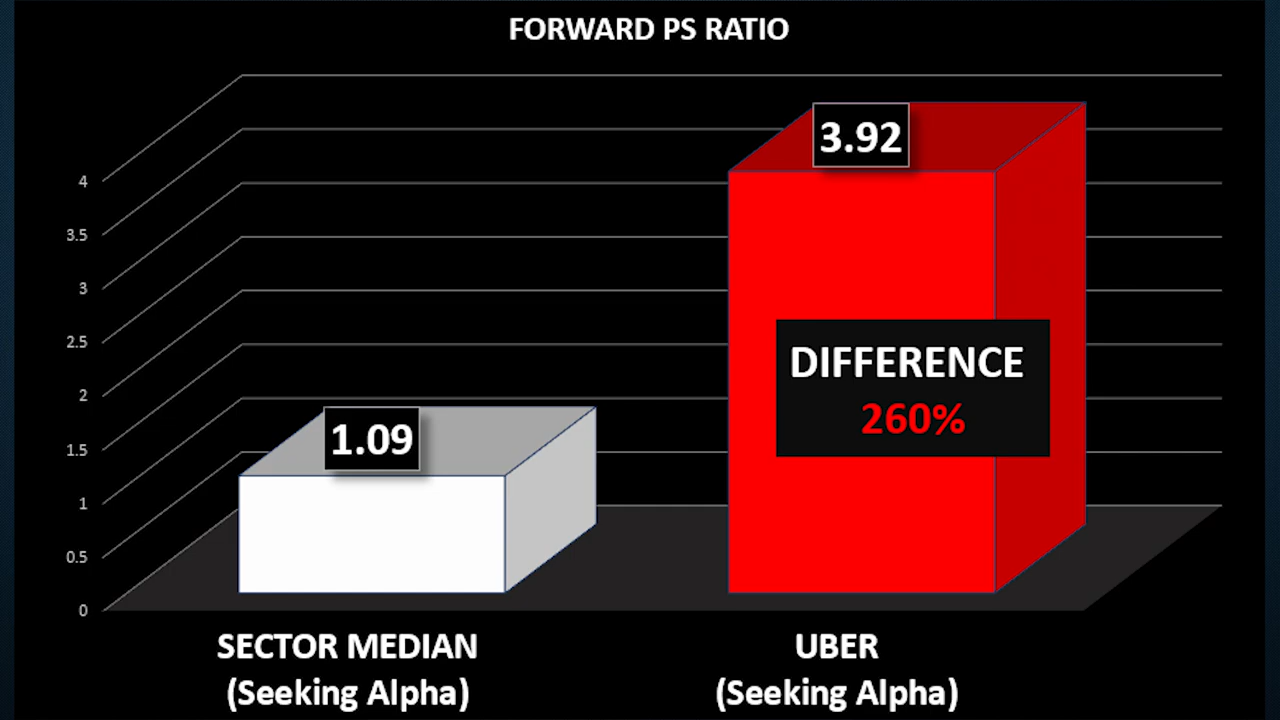 FORWARD PS RATIO
3.92
4
3.5
3
2.5
DIFFERENCE
260%
2
1.09
1.5
1
0.5
0
SECTOR MEDIAN
(Seeking Alpha)
UBER
(Seeking Alpha)